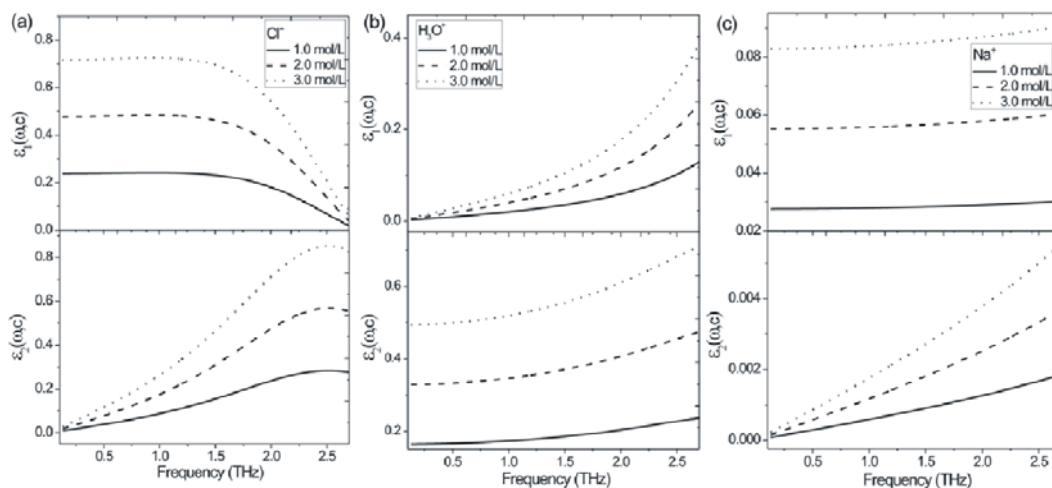 (a)
Cl⁻
1.0 mol/L
2.0 mol/L
3.0 mol/L
ε₁(ω,c)
0.8
0.6
0.4
0.2
0.0
ε₂(ω,c)
0.8
0.6
0.4
0.2
0.0
0.5 1.0 1.5 2.0 2.5
Frequency (THz)
(b)
H₃O⁺
1.0 mol/L
2.0 mol/L
3.0 mol/L
ε₁(ω,c)
0.4
0.2
0.0
ε₂(ω,c)
0.6
0.4
0.2
0.5 1.0 1.5 2.0 2.5
Frequency (THz)
(c)
Na⁺
1.0 mol/L
2.0 mol/L
3.0 mol/L
ε₁(ω,c)
0.08
0.06
0.04
0.02
ε₂(ω,c)
0.004
0.002
0.000
0.5 1.0 1.5 2.0 2.5
Frequency (THz)